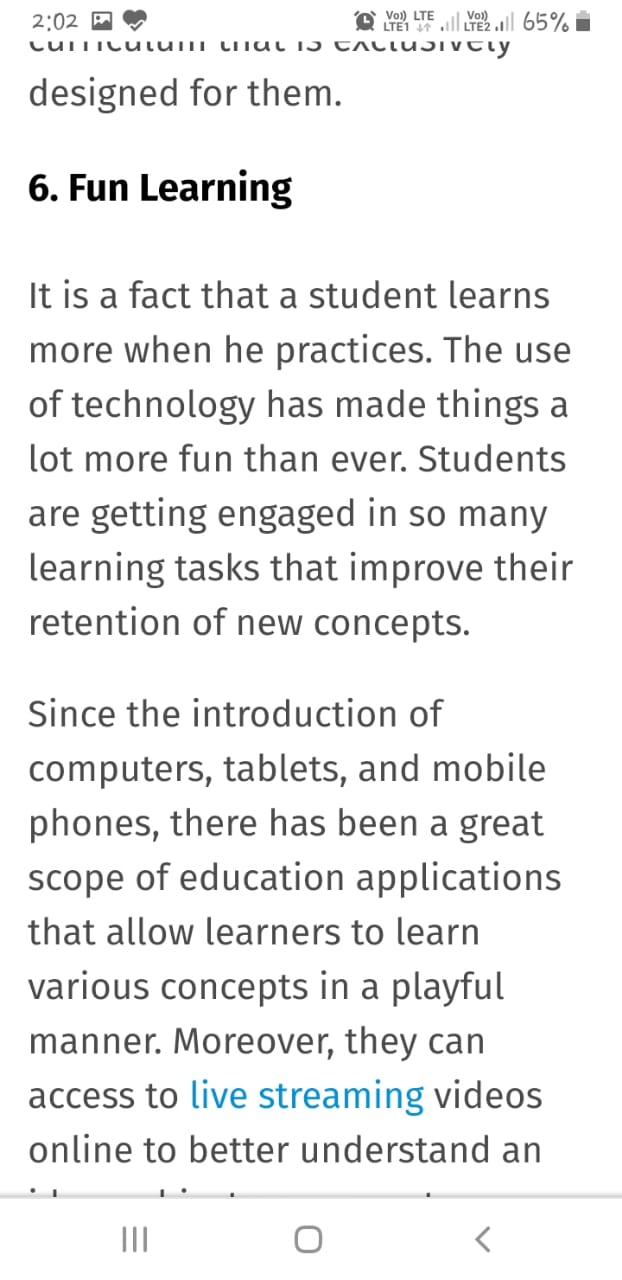 2:02 Vo)) LTE LTE1 Vo)) LTE2 65%
curriculum that is exclusively
designed for them.
6. Fun Learning
It is a fact that a student learns
more when he practices. The use
of technology has made things a
lot more fun than ever. Students
are getting engaged in so many
learning tasks that improve their
retention of new concepts.
Since the introduction of
computers, tablets, and mobile
phones, there has been a great
scope of education applications
that allow learners to learn
various concepts in a playful
manner. Moreover, they can
access to live streaming videos
online to better understand an